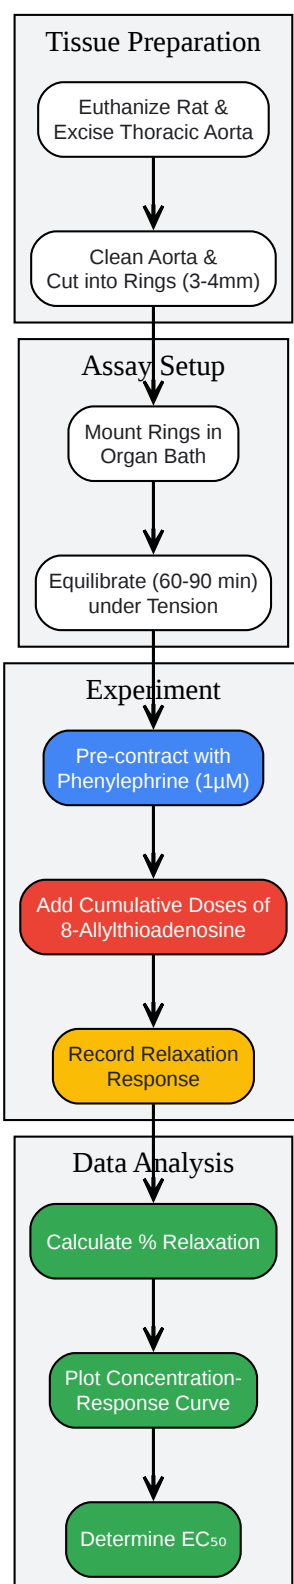 Tissue Preparation
Euthanize Rat &
Excise Thoracic Aorta
Clean Aorta &
Cut into Rings (3-4mm)
Assay Setup
Mount Rings in
Organ Bath
Equilibrate (60-90 min)
under Tension
Experiment
Pre-contract with
Phenylephrine (1µM)
Add Cumulative Doses of
8-Allylthioadenosine
Record Relaxation
Response
Data Analysis
Calculate % Relaxation
Plot Concentration-
Response Curve
Determine EC₅₀